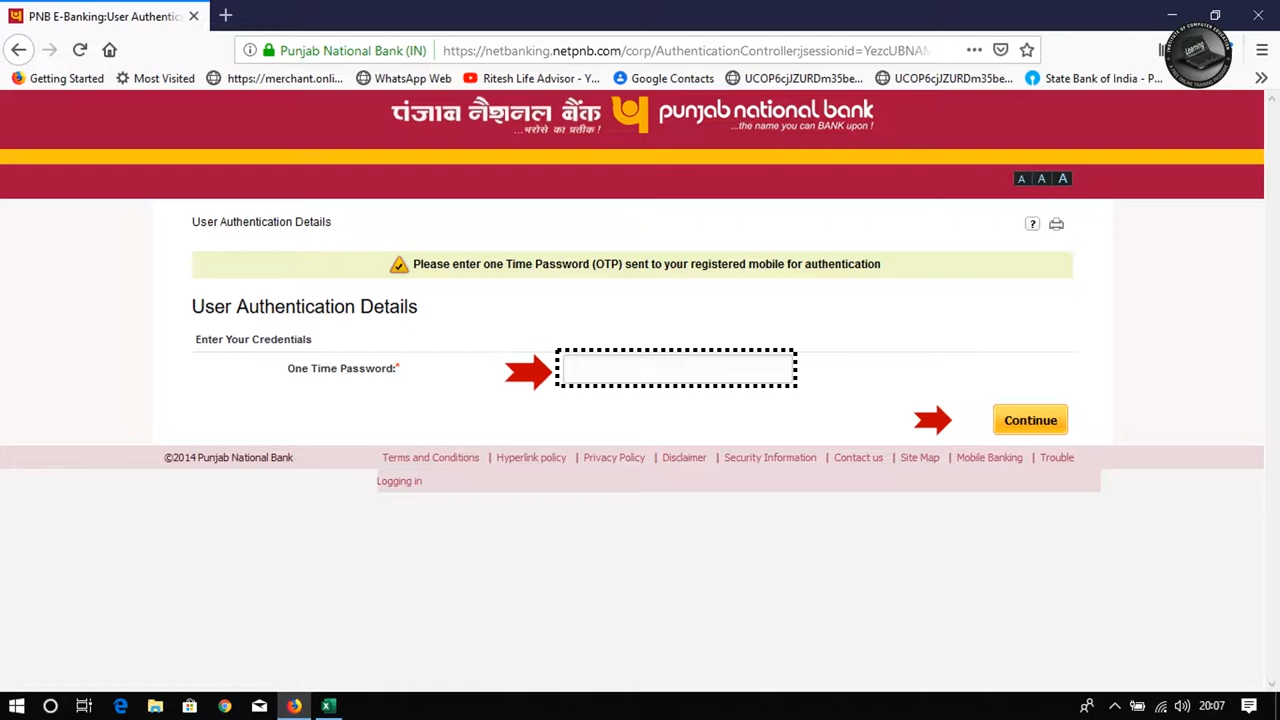 PNB E-Banking:User Authentic
Punjab National Bank (IN) https://netbanking.netpnb.com/corp/AuthenticationController;jsessionid=YezcUBNAM
Getting Started Most Visited https://merchant.onli... WhatsApp Web Ritesh Life Advisor - Y... Google Contacts UCOP6cjJZURDm35be... UCOP6cjJZURDm35be... State Bank of India - P...
Learning
पंजाब नैशनल बैंक punjab national bank
...भरोसे का प्रतीक! ...the name you can BANK upon!
A A A
User Authentication Details ?
Please enter one Time Password (OTP) sent to your registered mobile for authentication
User Authentication Details
Enter Your Credentials
One Time Password:*
Continue
©2014 Punjab National Bank Terms and Conditions | Hyperlink policy | Privacy Policy | Disclaimer | Security Information | Contact us | Site Map | Mobile Banking | Trouble
Logging in
20:07